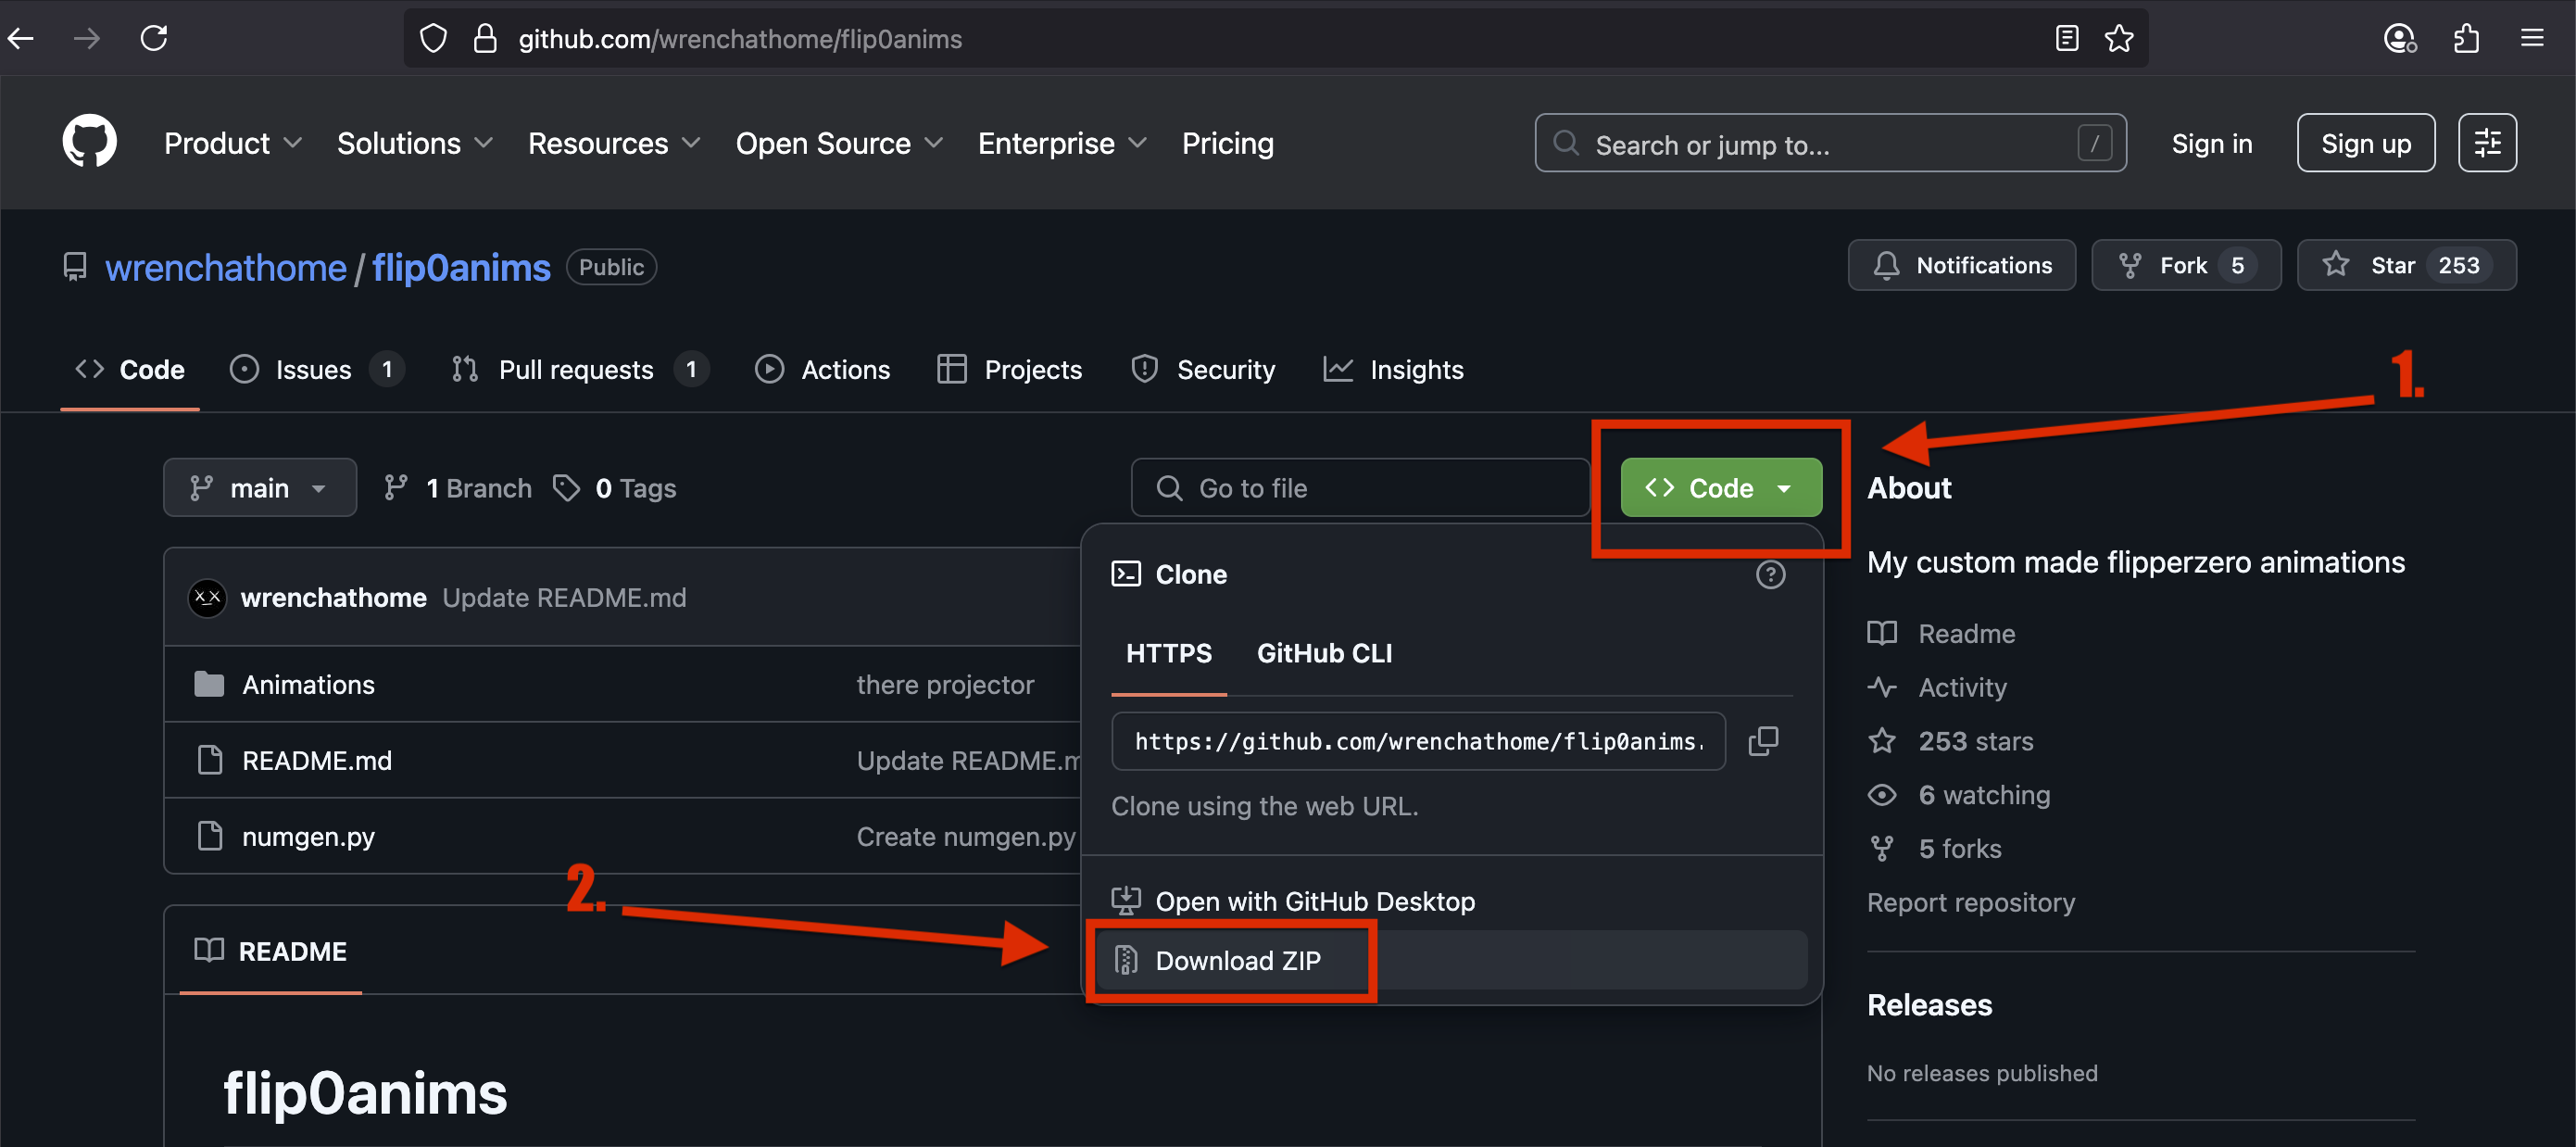 github.com/wrenchathome/flip0anims
Product Solutions Resources Open Source Enterprise Pricing Search or jump to... / Sign in Sign up
wrenchathome / flip0anims Public Notifications Fork 5 Star 253
Code Issues 1 Pull requests 1 Actions Projects Security Insights
1.
main 1 Branch 0 Tags Go to file Code
About
My custom made flipperzero animations
Readme
Activity
253 stars
6 watching
5 forks
Report repository
Releases
No releases published
wrenchathome Update README.md
Animations there projector
README.md Update README.m
numgen.py Create numgen.py
Clone
HTTPS GitHub CLI
https://github.com/wrenchathome/flip0anims.
Clone using the web URL.
Open with GitHub Desktop
2.
Download ZIP
README
flip0anims